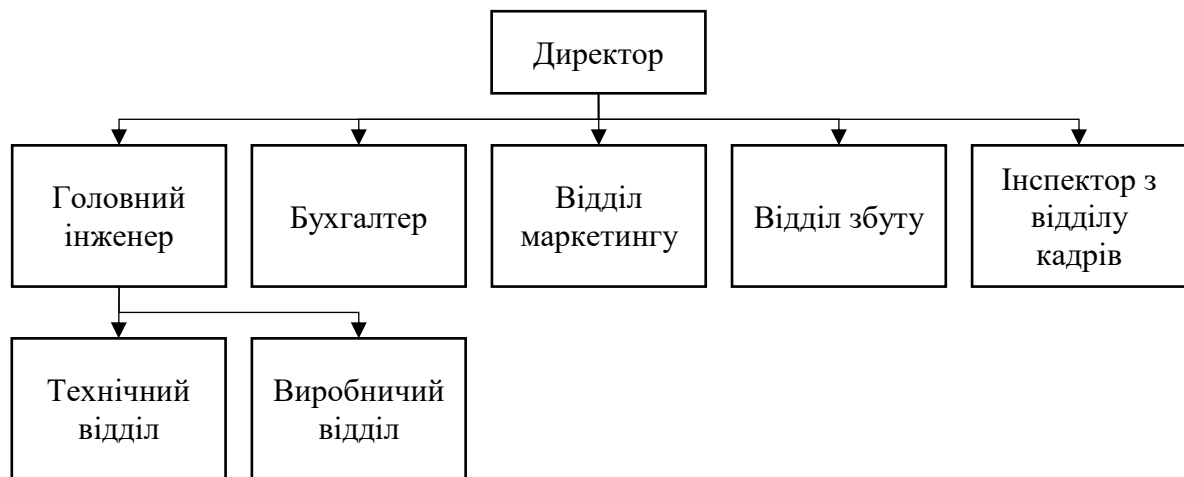 Директор
Головний
інженер
Бухгалтер
Відділ
маркетингу
Відділ збуту
Інспектор з
відділу
кадрів
Технічний
відділ
Виробничий
відділ